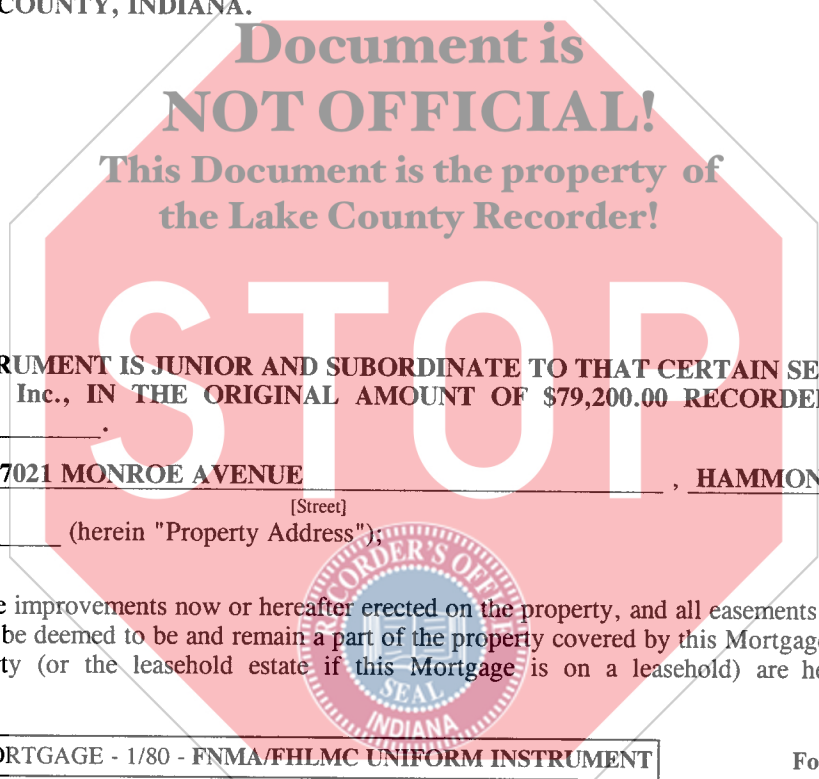 COUNTY, INDIANA.
Document is
NOT OFFICIAL!
This Document is the property of
the Lake County Recorder!
STOP
RUMENT IS JUNIOR AND SUBORDINATE TO THAT CERTAIN SE
Inc., IN THE ORIGINAL AMOUNT OF $79,200.00 RECORDE
.
7021 MONROE AVENUE , HAMMON
[Street]
(herein "Property Address");
RECORDER'S OFFICE
e improvements now or hereafter erected on the property, and all easements
be deemed to be and remain a part of the property covered by this Mortgag
ty (or the leasehold estate if this Mortgage is on a leasehold) are he
SEAL
INDIANA
ORTGAGE - 1/80 - FNMA/FHLMC UNIFORM INSTRUMENT Fo